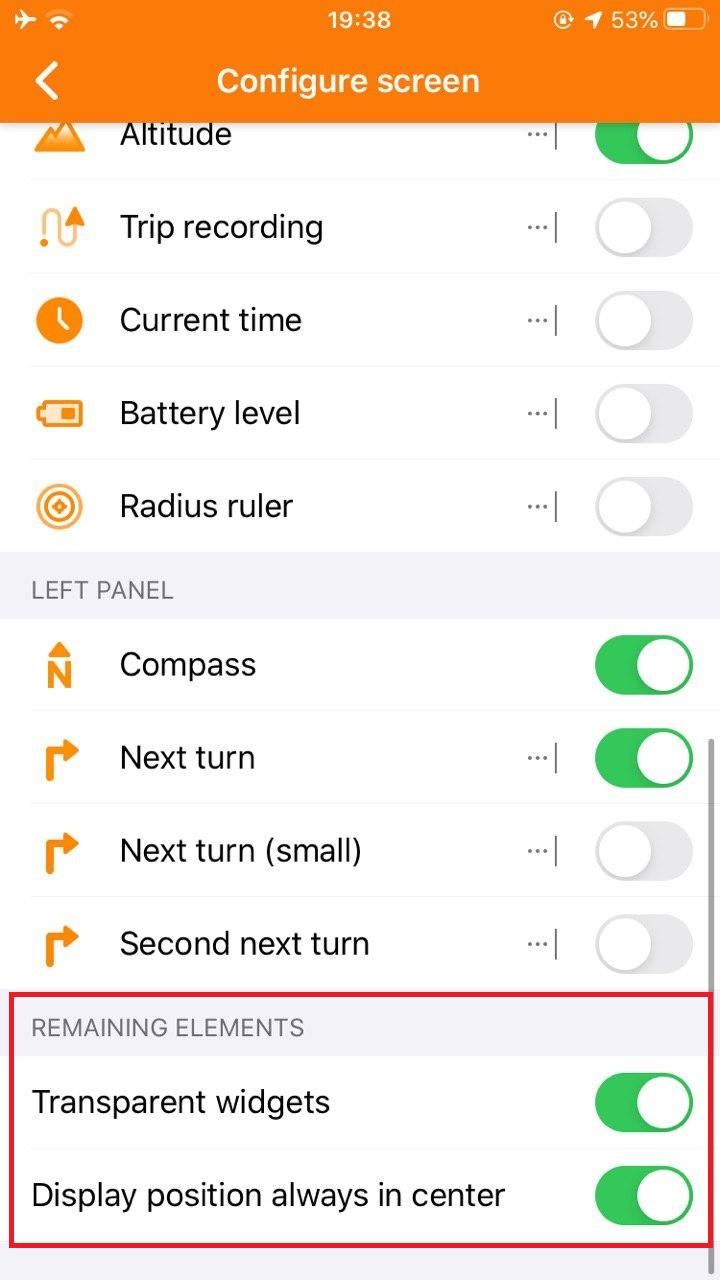 19:38
53%
Configure screen
Altitude
Trip recording
Current time
Battery level
Radius ruler
LEFT PANEL
N
Compass
Next turn
Next turn (small)
Second next turn
REMAINING ELEMENTS
Transparent widgets
Display position always in center